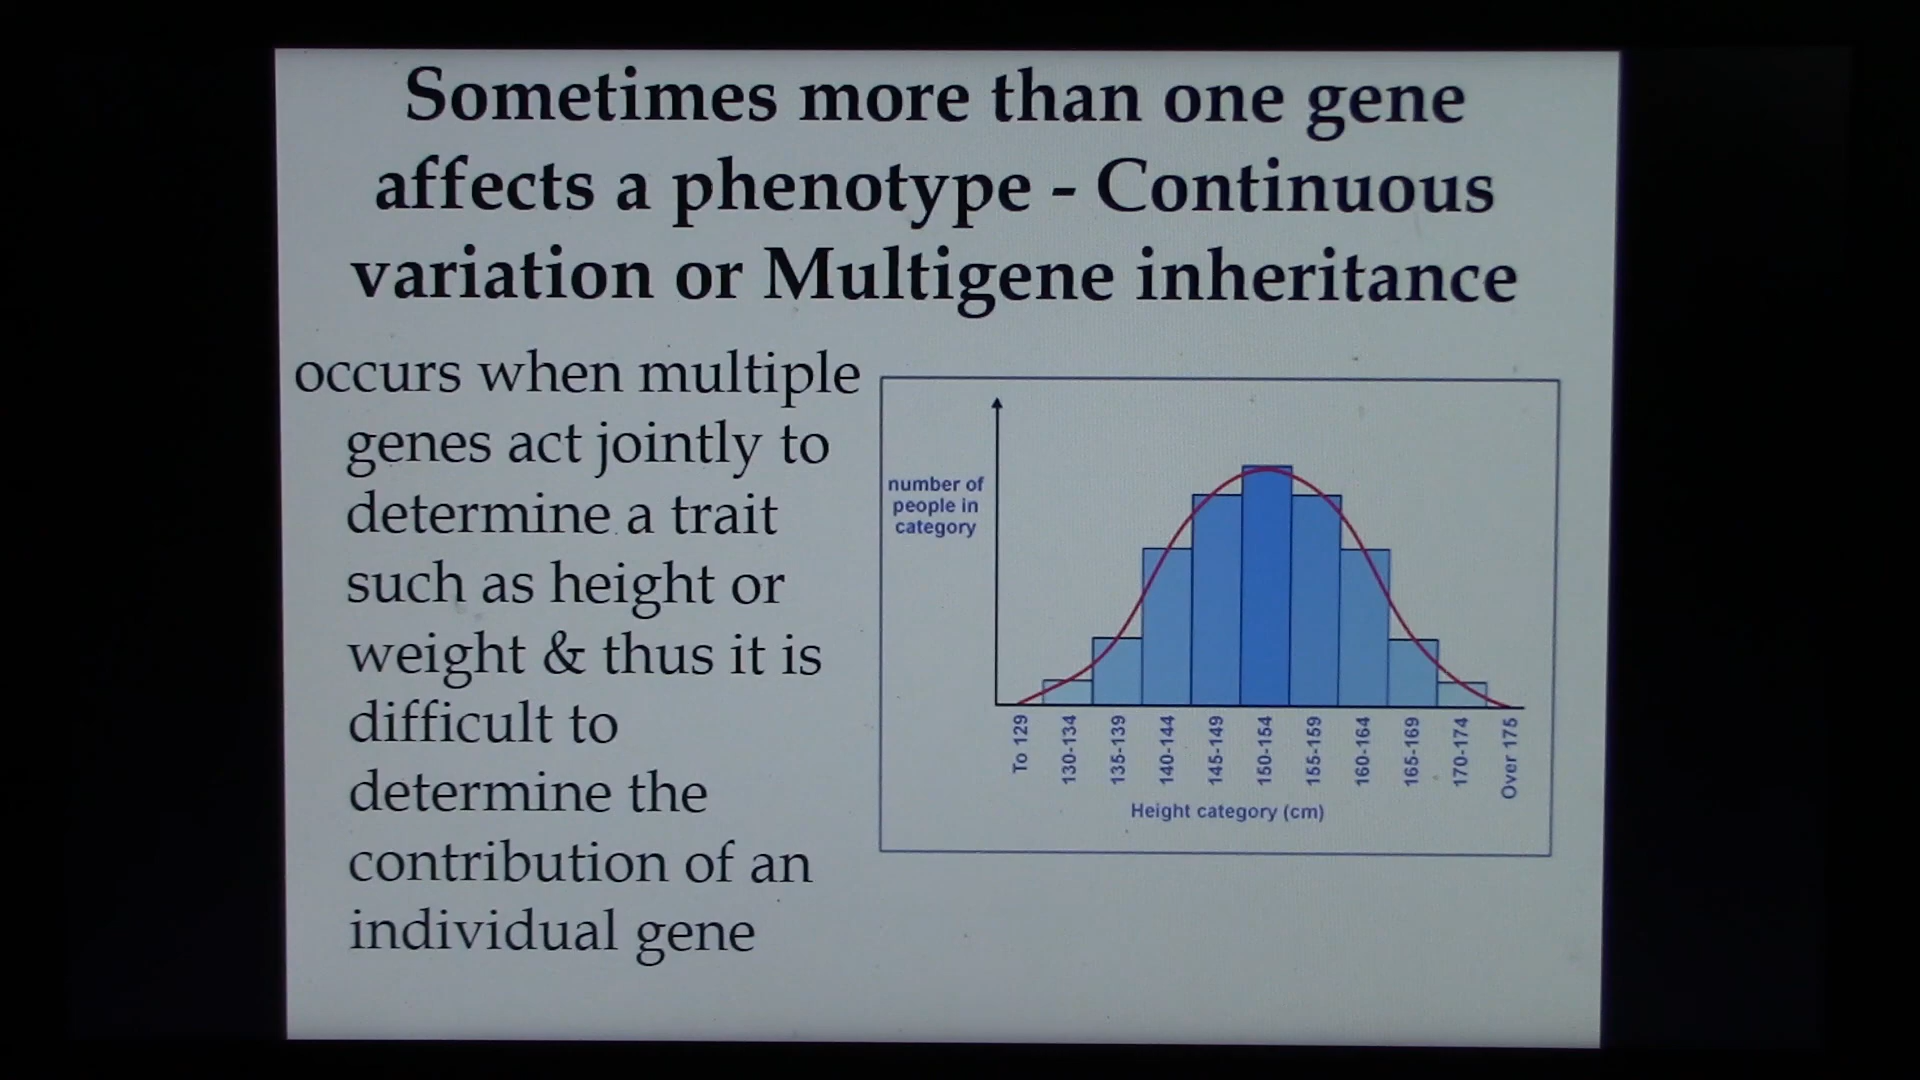 Sometimes more than one gene
affects a phenotype - Continuous
variation or Multigene inheritance
occurs when multiple
genes act jointly to
determine a trait
such as height or
weight & thus it is
difficult to
determine the
contribution of an
individual gene
number of
people in
category
To 129
130-134
135-139
140-144
145-149
150-154
155-159
160-164
165-169
170-174
Over 175
Height category (cm)